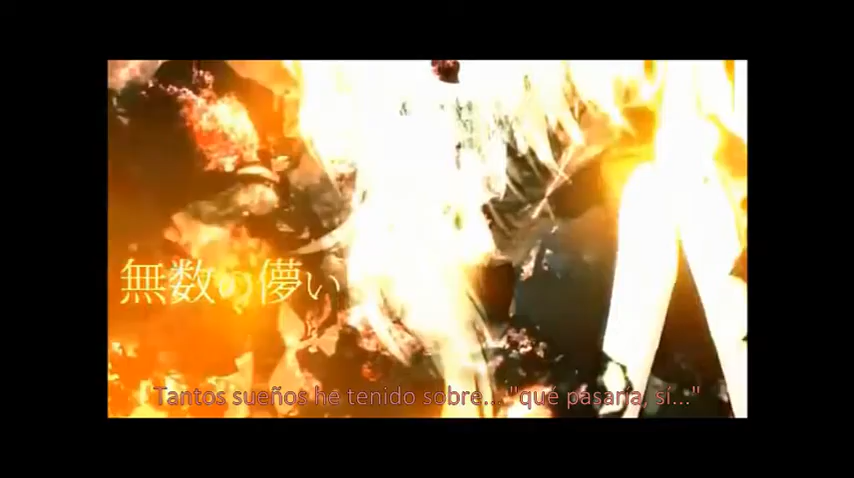 無数の儚い
Tantos sueños he tenido sobre... "qué pasaría, si..."